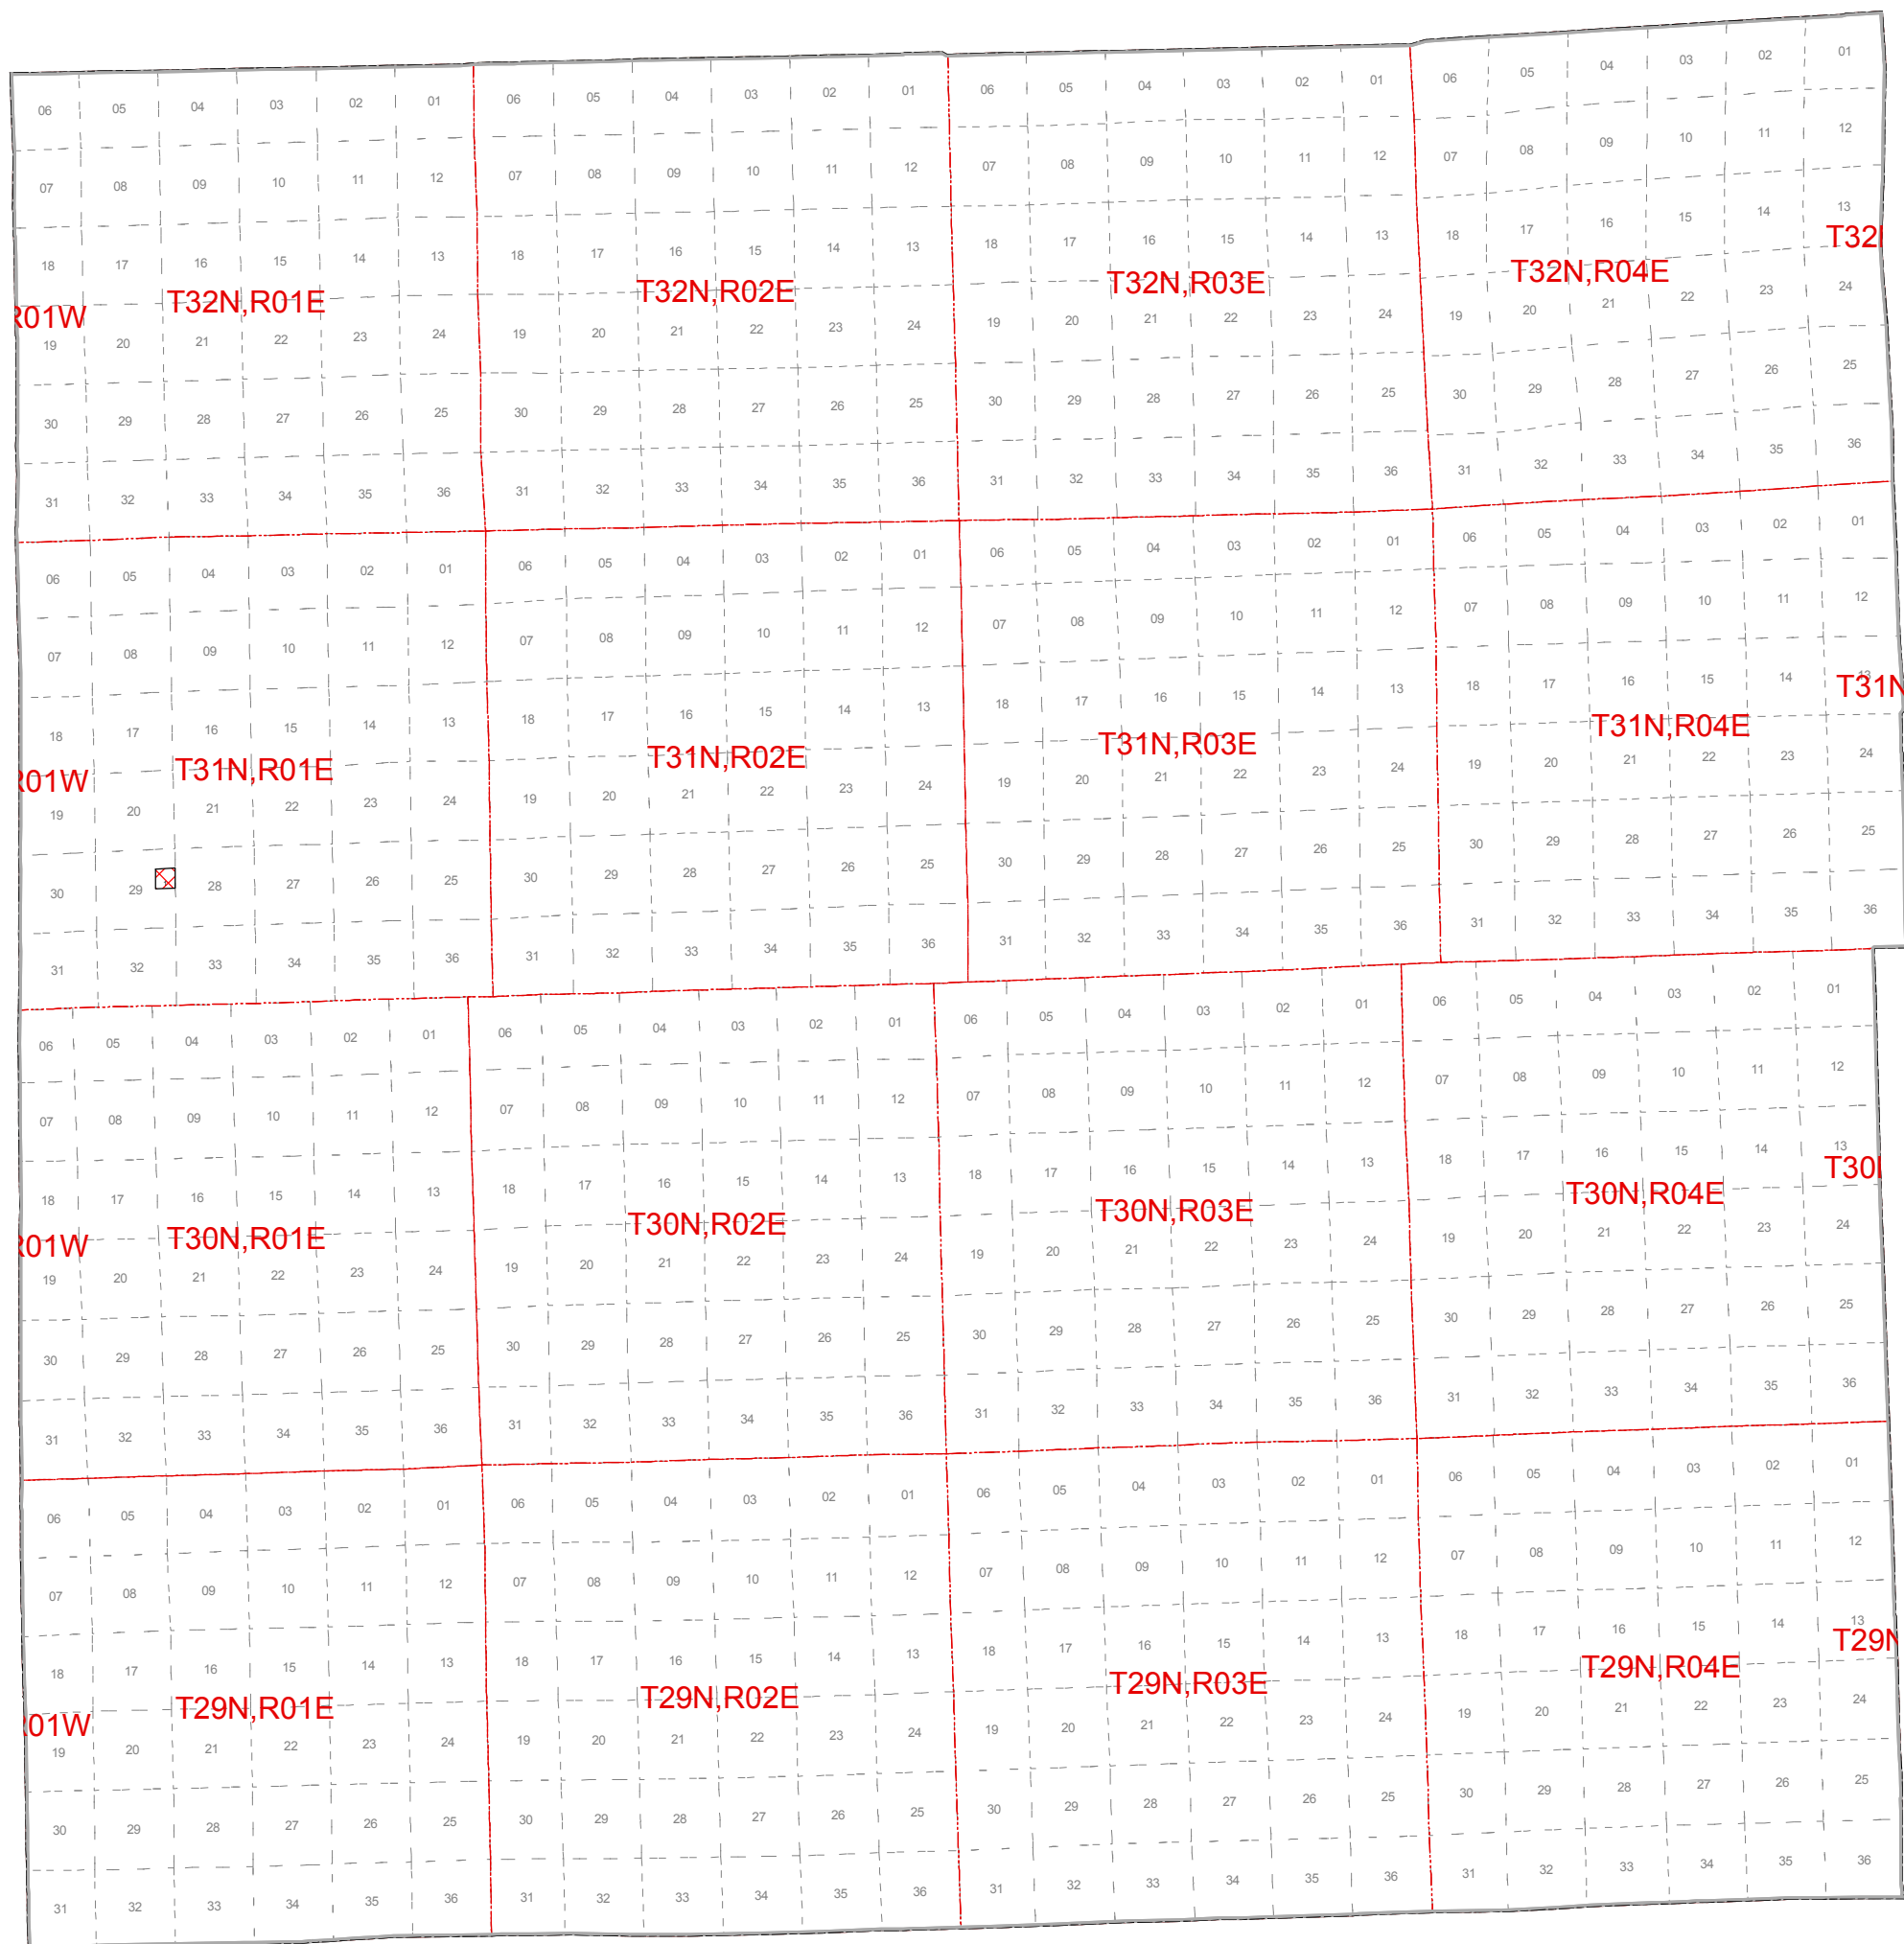 06 05 04 03 02 01 06 05 04 03 02 01 06 05 04 03 02 01 06 05 04 03 02 01
07 08 09 10 11 12 07 08 09 10 11 12 07 08 09 10 11 12 07 08 09 10 11 12
18 17 16 15 14 13 18 17 16 15 14 13 18 17 16 15 14 13 18 17 16 15 14 13
R01W T32N,R01E T32N,R02E T32N,R03E T32N,R04E T32
19 20 21 22 23 24 19 20 21 22 23 24 19 20 21 22 23 24 19 20 21 22 23 24
30 29 28 27 26 25 30 29 28 27 26 25 30 29 28 27 26 25 30 29 28 27 26 25
31 32 33 34 35 36 31 32 33 34 35 36 31 32 33 34 35 36 31 32 33 34 35 36
06 05 04 03 02 01 06 05 04 03 02 01 06 05 04 03 02 01 06 05 04 03 02 01
07 08 09 10 11 12 07 08 09 10 11 12 07 08 09 10 11 12 07 08 09 10 11 12
18 17 16 15 14 13 18 17 16 15 14 13 18 17 16 15 14 13 18 17 16 15 14 13
R01W T31N,R01E T31N,R02E T31N,R03E T31N,R04E T31N
19 20 21 22 23 24 19 20 21 22 23 24 19 20 21 22 23 24 19 20 21 22 23 24
30 29 28 27 26 25 30 29 28 27 26 25 30 29 28 27 26 25 30 29 28 27 26 25
31 32 33 34 35 36 31 32 33 34 35 36 31 32 33 34 35 36 31 32 33 34 35 36
06 05 04 03 02 01 06 05 04 03 02 01 06 05 04 03 02 01 06 05 04 03 02 01
07 08 09 10 11 12 07 08 09 10 11 12 07 08 09 10 11 12 07 08 09 10 11 12
18 17 16 15 14 13 18 17 16 15 14 13 18 17 16 15 14 13 18 17 16 15 14 13
R01W T30N,R01E T30N,R02E T30N,R03E T30N,R04E T30
19 20 21 22 23 24 19 20 21 22 23 24 19 20 21 22 23 24 19 20 21 22 23 24
30 29 28 27 26 25 30 29 28 27 26 25 30 29 28 27 26 25 30 29 28 27 26 25
31 32 33 34 35 36 31 32 33 34 35 36 31 32 33 34 35 36 31 32 33 34 35 36
06 05 04 03 02 01 06 05 04 03 02 01 06 05 04 03 02 01 06 05 04 03 02 01
07 08 09 10 11 12 07 08 09 10 11 12 07 08 09 10 11 12 07 08 09 10 11 12
18 17 16 15 14 13 18 17 16 15 14 13 18 17 16 15 14 13 18 17 16 15 14 13
01W T29N,R01E T29N,R02E T29N,R03E T29N,R04E T29N
19 20 21 22 23 24 19 20 21 22 23 24 19 20 21 22 23 24 19 20 21 22 23 24
30 29 28 27 26 25 30 29 28 27 26 25 30 29 28 27 26 25 30 29 28 27 26 25
31 32 33 34 35 36 31 32 33 34 35 36 31 32 33 34 35 36 31 32 33 34 35 36